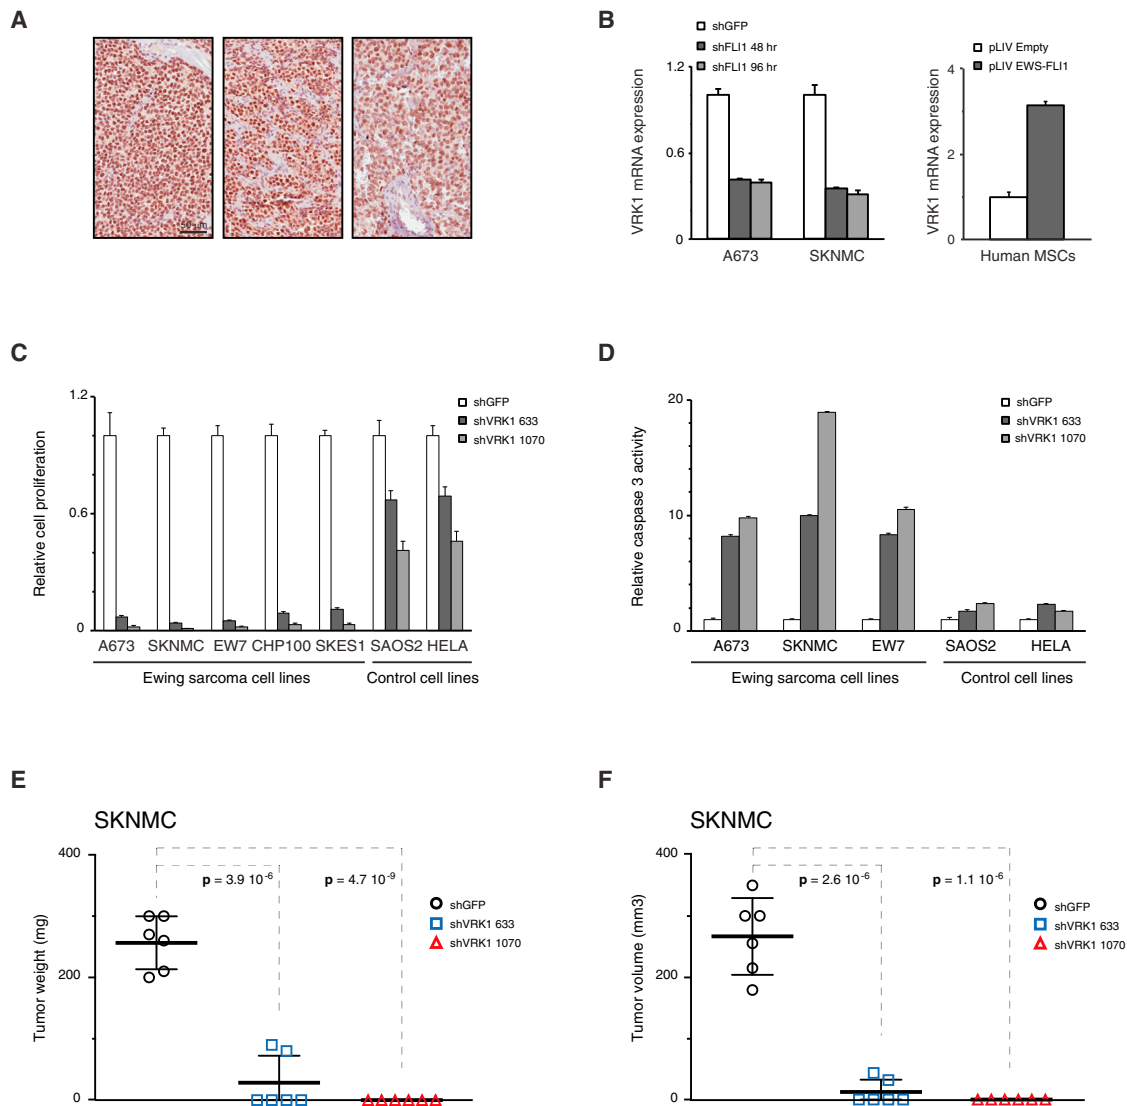 A
50 µm
B
shGFP
shFLI1 48 hr
shFLI1 96 hr
VRK1 mRNA expression
1.2
0.6
0
A673 SKNMC
pLIV Empty
pLIV EWS-FLI1
VRK1 mRNA expression
4
2
0
Human MSCs
C
shGFP
shVRK1 633
shVRK1 1070
Relative cell proliferation
1.2
0.6
0
A673 SKNMC EW7 CHP100 SKES1 SAOS2 HELA
Ewing sarcoma cell lines Control cell lines
D
shGFP
shVRK1 633
shVRK1 1070
Relative caspase 3 activity
20
10
0
A673 SKNMC EW7 SAOS2 HELA
Ewing sarcoma cell lines Control cell lines
E
SKNMC
Tumor weight (mg)
400
200
0
p = 3.9 10-6 p = 4.7 10-9
shGFP
shVRK1 633
shVRK1 1070
F
SKNMC
Tumor volume (mm3)
400
200
0
p = 2.6 10-6 p = 1.1 10-6
shGFP
shVRK1 633
shVRK1 1070